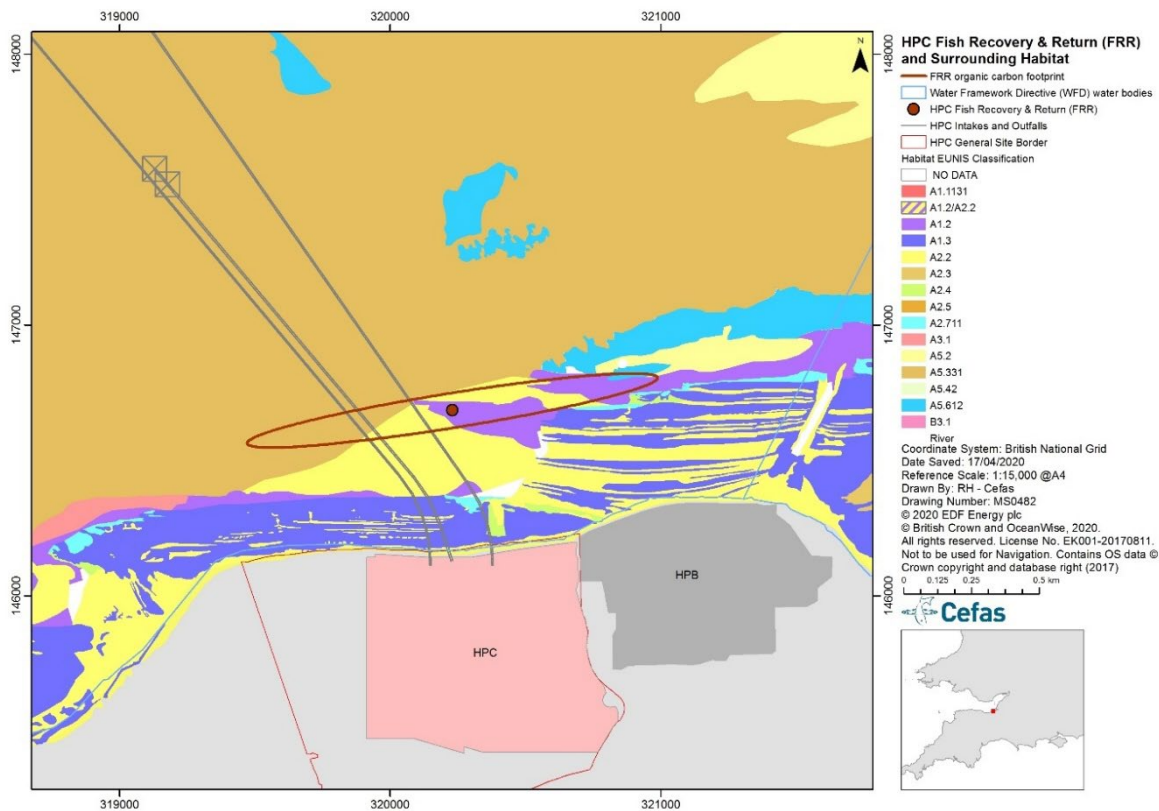 319000
320000
321000
148000
148000
147000
147000
146000
146000
HPC
HPB
319000
320000
321000
N
HPC Fish Recovery & Return (FRR)
and Surrounding Habitat
FRR organic carbon footprint
Water Framework Directive (WFD) water bodies
HPC Fish Recovery & Return (FRR)
HPC Intakes and Outfalls
HPC General Site Border
Habitat EUNIS Classification
NO DATA
A1.1131
A1.2/A2.2
A1.2
A1.3
A2.2
A2.3
A2.4
A2.5
A2.711
A3.1
A5.2
A5.331
A5.42
A5.612
B3.1
River
Coordinate System: British National Grid
Date Saved: 17/04/2020
Reference Scale: 1:15,000 @A4
Drawn By: RH - Cefas
Drawing Number: MS0482
© 2020 EDF Energy plc
© British Crown and OceanWise, 2020.
All rights reserved. License No. EK001-20170811.
Not to be used for Navigation. Contains OS data ©
Crown copyright and database right (2017)
0 0.125 0.25 0.5 km
Cefas